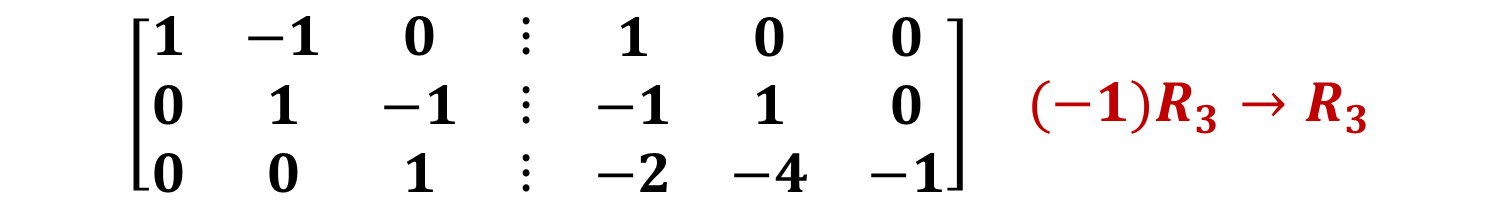 1 −1 0 ⋮ 1 0 0
0 1 −1 ⋮ −1 1 0 (−1)R₃ → R₃
0 0 1 ⋮ −2 −4 −1